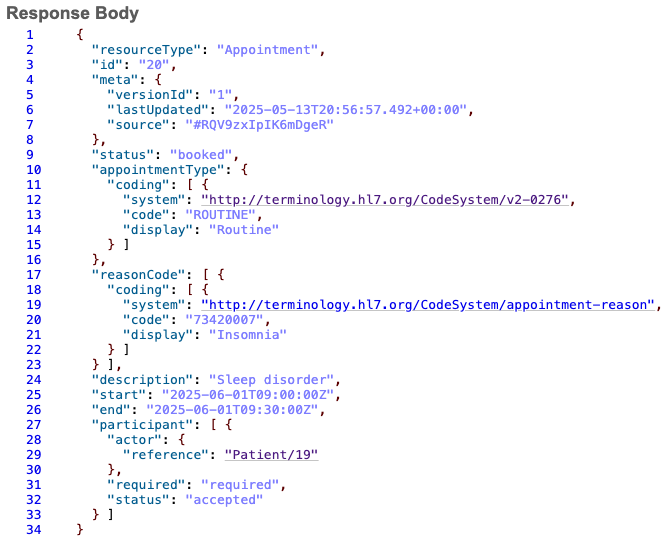 Response Body
1 {
2 "resourceType": "Appointment",
3 "id": "20",
4 "meta": {
5 "versionId": "1",
6 "lastUpdated": "2025-05-13T20:56:57.492+00:00",
7 "source": "#RQV9zxIpIK6mDgeR"
8 },
9 "status": "booked",
10 "appointmentType": {
11 "coding": [ {
12 "system": "http://terminology.hl7.org/CodeSystem/v2-0276",
13 "code": "ROUTINE",
14 "display": "Routine"
15 } ]
16 },
17 "reasonCode": [ {
18 "coding": [ {
19 "system": "http://terminology.hl7.org/CodeSystem/appointment-reason",
20 "code": "73420007",
21 "display": "Insomnia"
22 } ]
23 } ],
24 "description": "Sleep disorder",
25 "start": "2025-06-01T09:00:00Z",
26 "end": "2025-06-01T09:30:00Z",
27 "participant": [ {
28 "actor": {
29 "reference": "Patient/19"
30 },
31 "required": "required",
32 "status": "accepted"
33 } ]
34 }